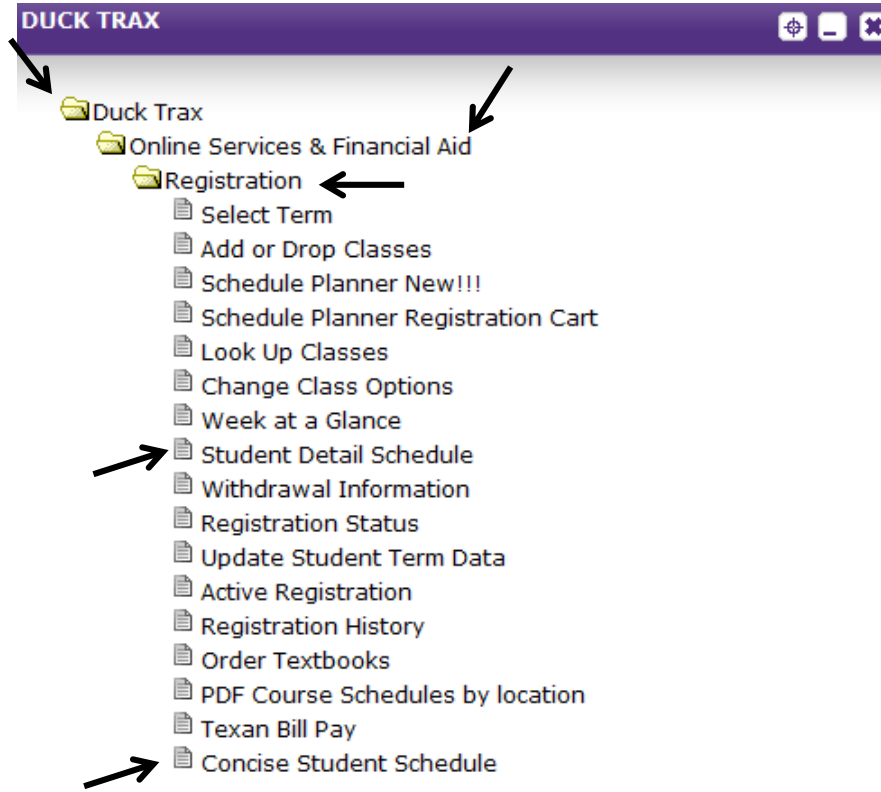 DUCK TRAX
Duck Trax
Online Services & Financial Aid
Registration
Select Term
Add or Drop Classes
Schedule Planner New!!!
Schedule Planner Registration Cart
Look Up Classes
Change Class Options
Week at a Glance
Student Detail Schedule
Withdrawal Information
Registration Status
Update Student Term Data
Active Registration
Registration History
Order Textbooks
PDF Course Schedules by location
Texan Bill Pay
Concise Student Schedule